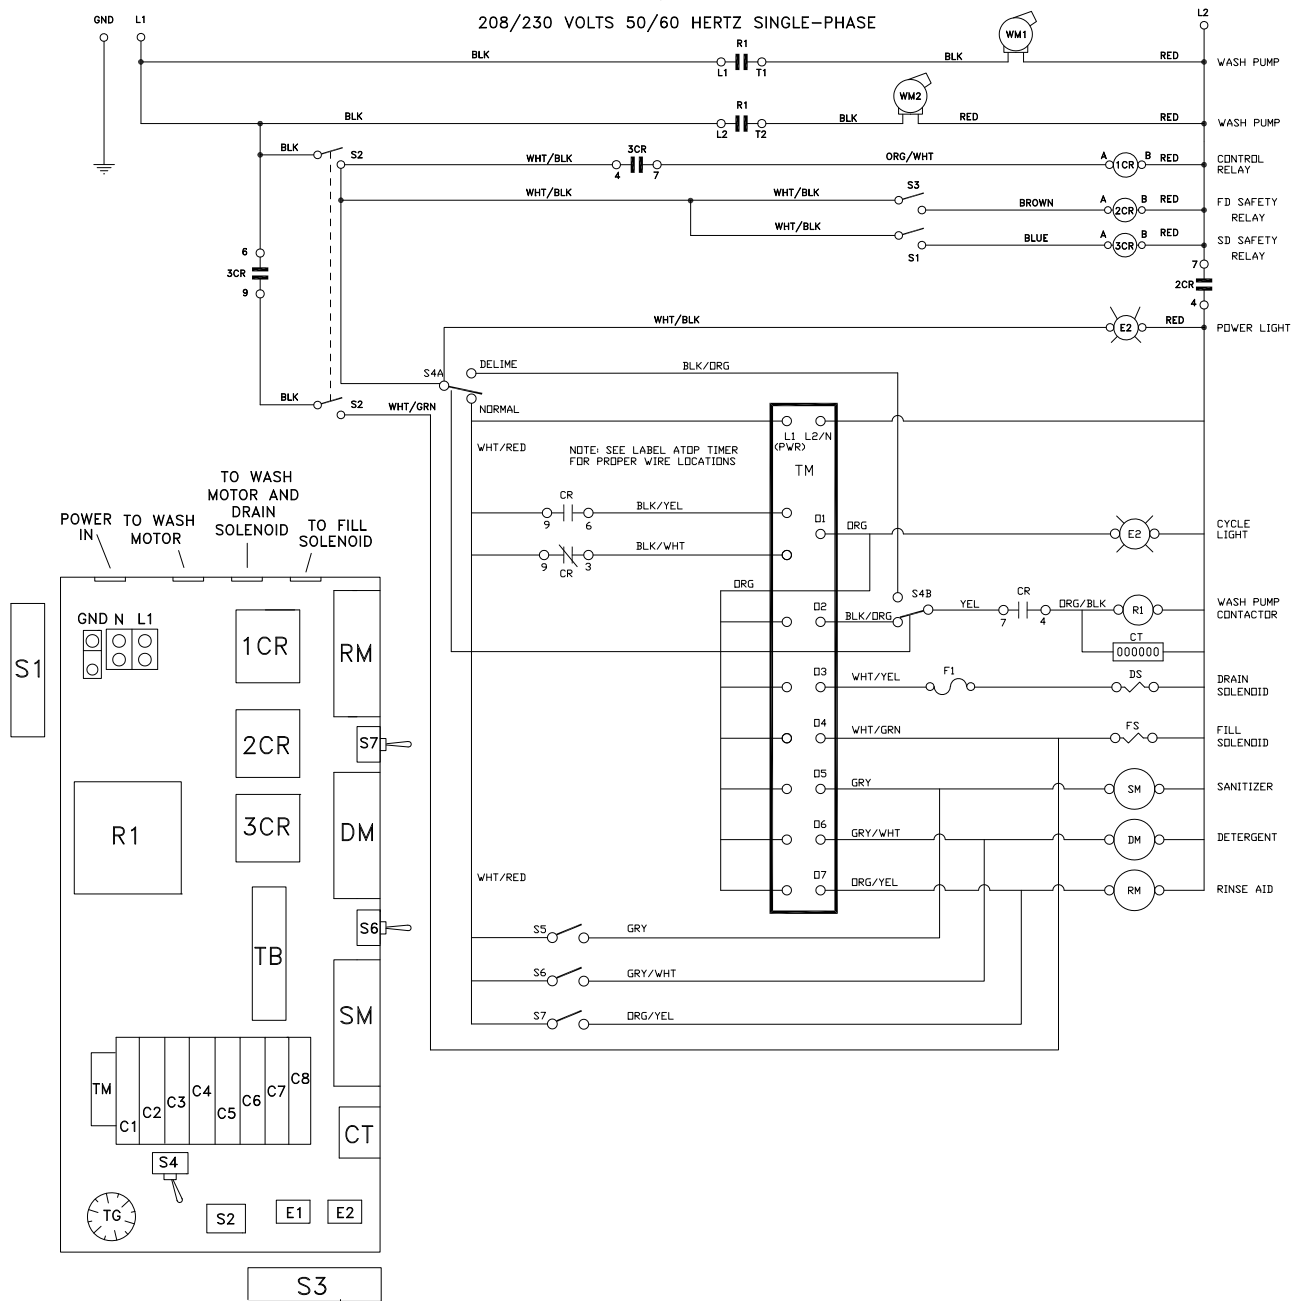 208/230 VOLTS 50/60 HERTZ SINGLE-PHASE
GND L1 L2
BLK R1 L1 T1 BLK WM1 RED WASH PUMP
BLK R1 L2 T2 BLK WM2 RED RED WASH PUMP
BLK S2 WHT/BLK 3CR 4 7 ORG/WHT A 1CR B RED CONTROL
RELAY
WHT/BLK WHT/BLK S3 BROWN A 2CR B RED FD SAFETY
RELAY
WHT/BLK S1 BLUE A 3CR B RED SD SAFETY
RELAY
6 3CR 9
7 2CR 4
WHT/BLK E2 RED POWER LIGHT
S4A DELIME BLK/ORG
BLK S2 WHT/GRN NORMAL
WHT/RED
NOTE: SEE LABEL ATOP TIMER
FOR PROPER WIRE LOCATIONS
L1 L2/N
(PWR)
TM
CR 9 6 BLK/YEL
O1 ORG E2 CYCLE
LIGHT
9 3 CR BLK/WHT
ORG
O2 BLK/ORG S4B YEL CR 7 4 ORG/BLK R1 WASH PUMP
CONTACTOR
CT
000000
O3 WHT/YEL F1 DS DRAIN
SOLENOID
O4 WHT/GRN FS FILL
SOLENOID
O5 GRY SM SANITIZER
O6 GRY/WHT DM DETERGENT
O7 ORG/YEL RM RINSE AID
WHT/RED
S5 GRY
S6 GRY/WHT
S7 ORG/YEL
POWER
IN
TO WASH
MOTOR
TO WASH
MOTOR AND
DRAIN
SOLENOID
TO FILL
SOLENOID
S1
GND N L1
1CR
RM
2CR
S7
R1
3CR
DM
S6
TB
SM
TM
C1 C2 C3 C4 C5 C6 C7 C8
CT
S4
TG
S2
E1
E2
S3